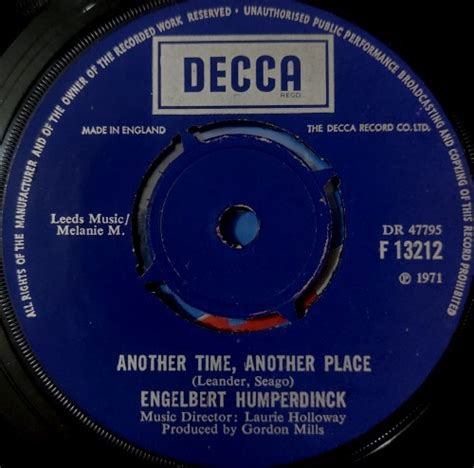 ALL RIGHTS OF THE MANUFACTURER AND OF THE OWNER OF THE RECORDED WORK RESERVED · UNAUTHORISED PUBLIC PERFORMANCE BROADCASTING AND COPYING OF THIS RECORD PROHIBITED
DECCA
REGD
MADE IN ENGLAND
THE DECCA RECORD CO. LTD.
Leeds Music/
Melanie M.
DR 47795
F 13212
℗ 1971
ANOTHER TIME, ANOTHER PLACE
(Leander, Seago)
ENGELBERT HUMPERDINCK
Music Director: Laurie Holloway
Produced by Gordon Mills